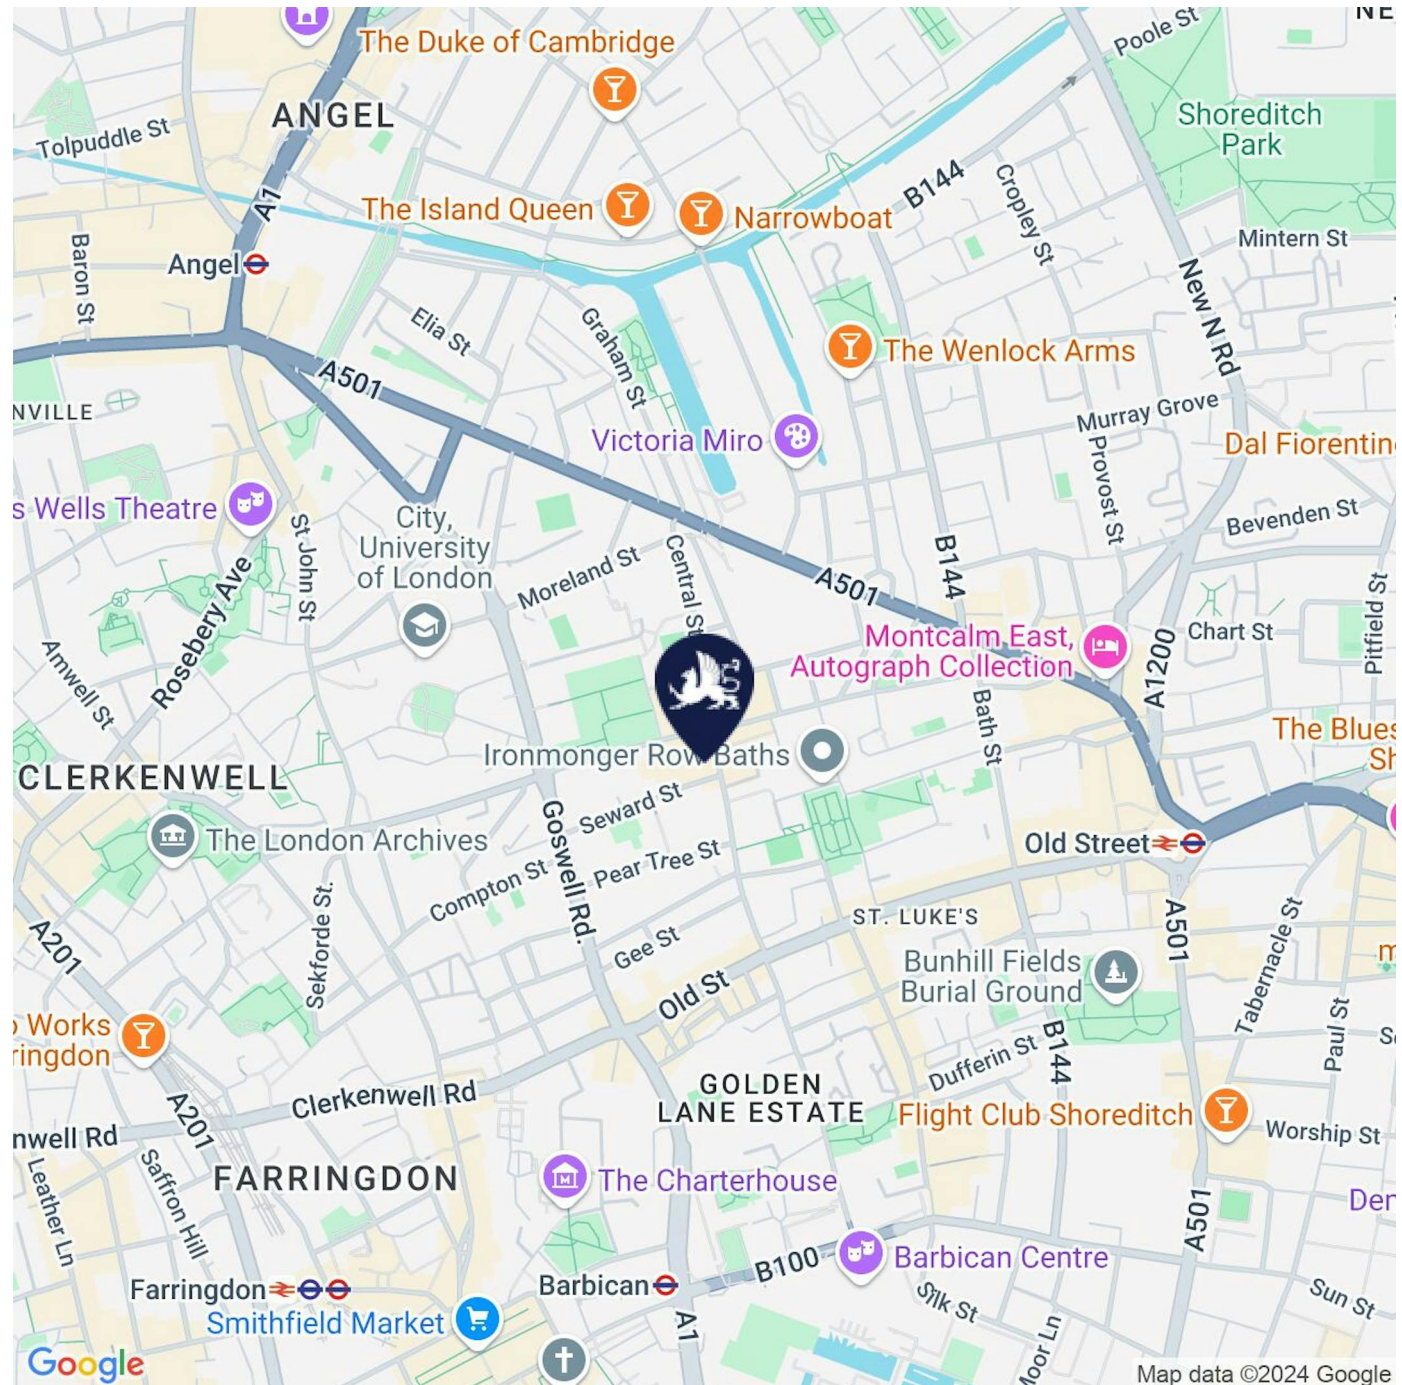 NE
Poole St
The Duke of Cambridge
ANGEL
Shoreditch
Park
Tolpuddle St
A1
B144
Cropley St
The Island Queen
Narrowboat
Mintern St
Baron St
Angel
New N Rd
Elia St
Graham St
The Wenlock Arms
A501
NVILLE
Murray Grove
Victoria Miro
Dal Fiorentin
Provost St
s Wells Theatre
St John St
City,
University
of London
Bevenden St
Central St
B144
Moreland St
A501
Rosebery Ave
Pitfield St
Chart St
Montcalm East,
Autograph Collection
A1200
Amwell St
Bath St
Ironmonger Row Baths
The Blues
Sh
CLERKENWELL
Seward St
Goswell Rd.
The London Archives
Old Street
Pear Tree St
Compton St
Sekforde St.
ST. LUKE'S
A501
Tabernacle St
A201
Gee St
Bunhill Fields
Burial Ground
m
Old St
Works
ringdon
Paul St
B144
Dufferin St
GOLDEN
LANE ESTATE
Clerkenwell Rd
A201
Flight Club Shoreditch
nwell Rd
Worship St
Leather Ln
Saffron Hill
FARRINGDON
The Charterhouse
A501
Der
Barbican Centre
B100
Farringdon
Barbican
Silk St
Sun St
Smithfield Market
A1
Moor Ln
Google
Map data ©2024 Google